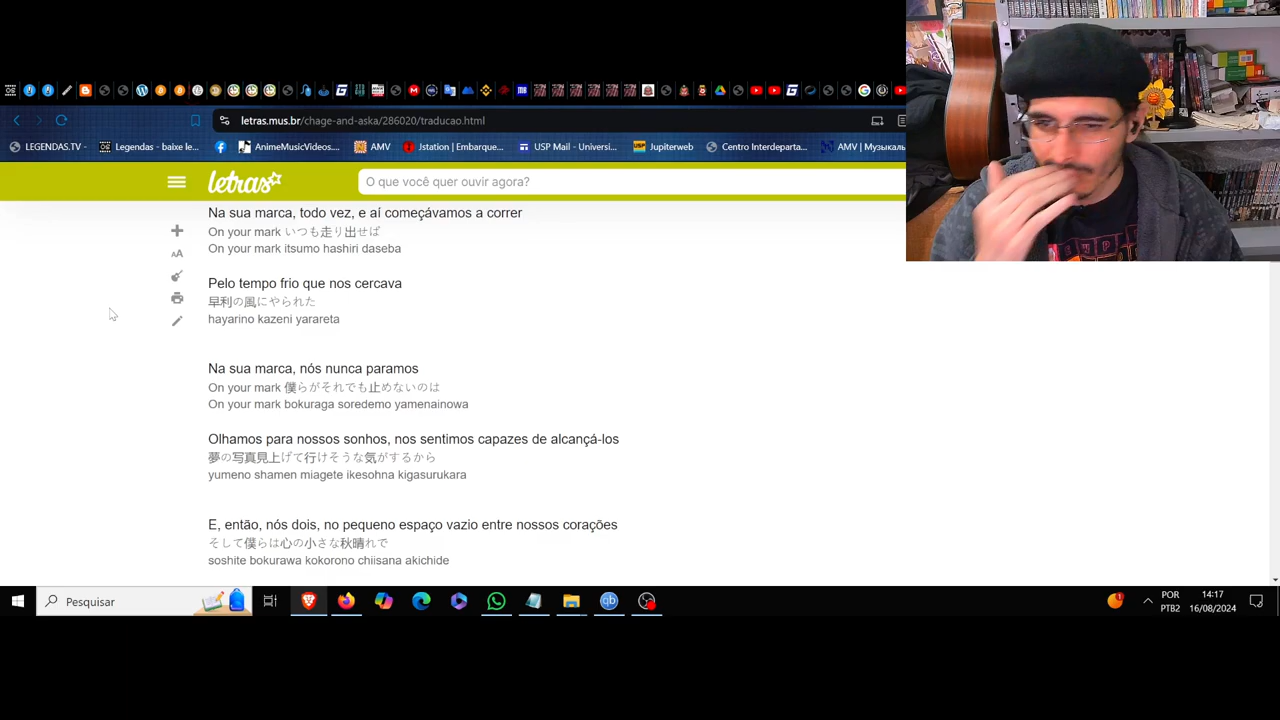 letras.mus.br/chage-and-aska/286020/traducao.html
LEGENDAS.TV - Legendas - baixe le... AnimeMusicVideos.... AMV Jstation | Embarque... USP Mail - Universi... Jupiterweb Centro Interdeparta... AMV | Музыкаль
letras O que você quer ouvir agora?
Na sua marca, todo vez, e aí começávamos a correr
On your mark いつも走り出せば
On your mark itsumo hashiri daseba
Pelo tempo frio que nos cercava
早利の風にやられた
hayarino kazeni yarareta
Na sua marca, nós nunca paramos
On your mark 僕らがそれでも止めないのは
On your mark bokuraga soredemo yamenainowa
Olhamos para nossos sonhos, nos sentimos capazes de alcançá-los
夢の写真見上げて行けそうな気がするから
yumeno shamen miagete ikesohna kigasurukara
E, então, nós dois, no pequeno espaço vazio entre nossos corações
そして僕らは心の小さな秋晴れで
soshite bokurawa kokorono chiisana akichide
Pesquisar
POR 14:17
PTB2 16/08/2024